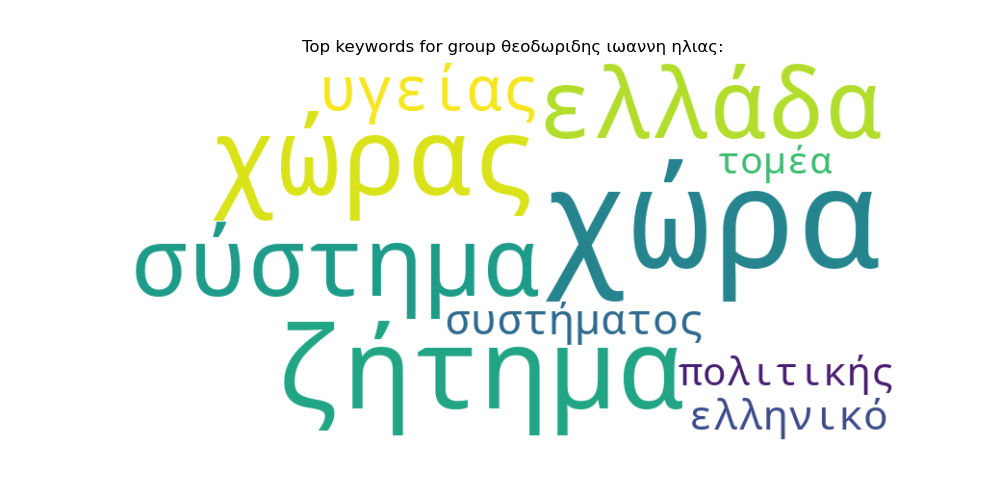 Top keywords for group θεοδωριδης ιωαννη ηλιας:
υγείας
ελλάδα
χώρας
τομέα
χώρα
σύστημα
συστήματος
ζήτημα
πολιτικής
ελληνικό